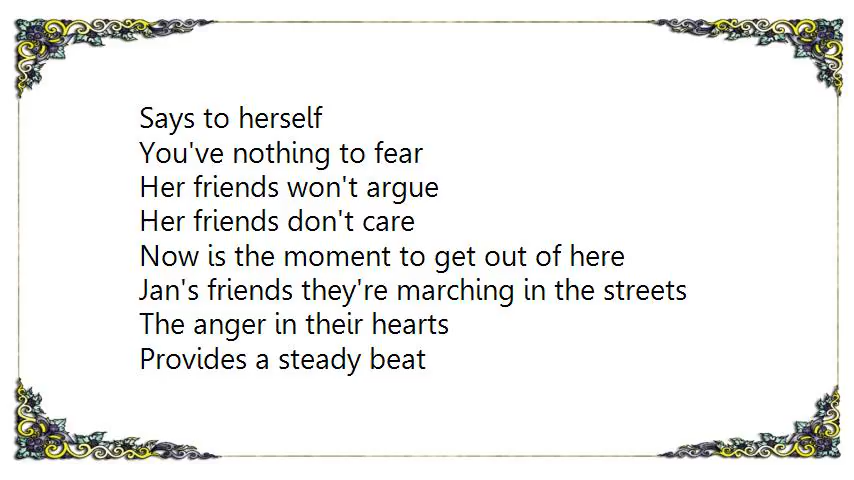 Says to herself
You've nothing to fear
Her friends won't argue
Her friends don't care
Now is the moment to get out of here
Jan's friends they're marching in the streets
The anger in their hearts
Provides a steady beat